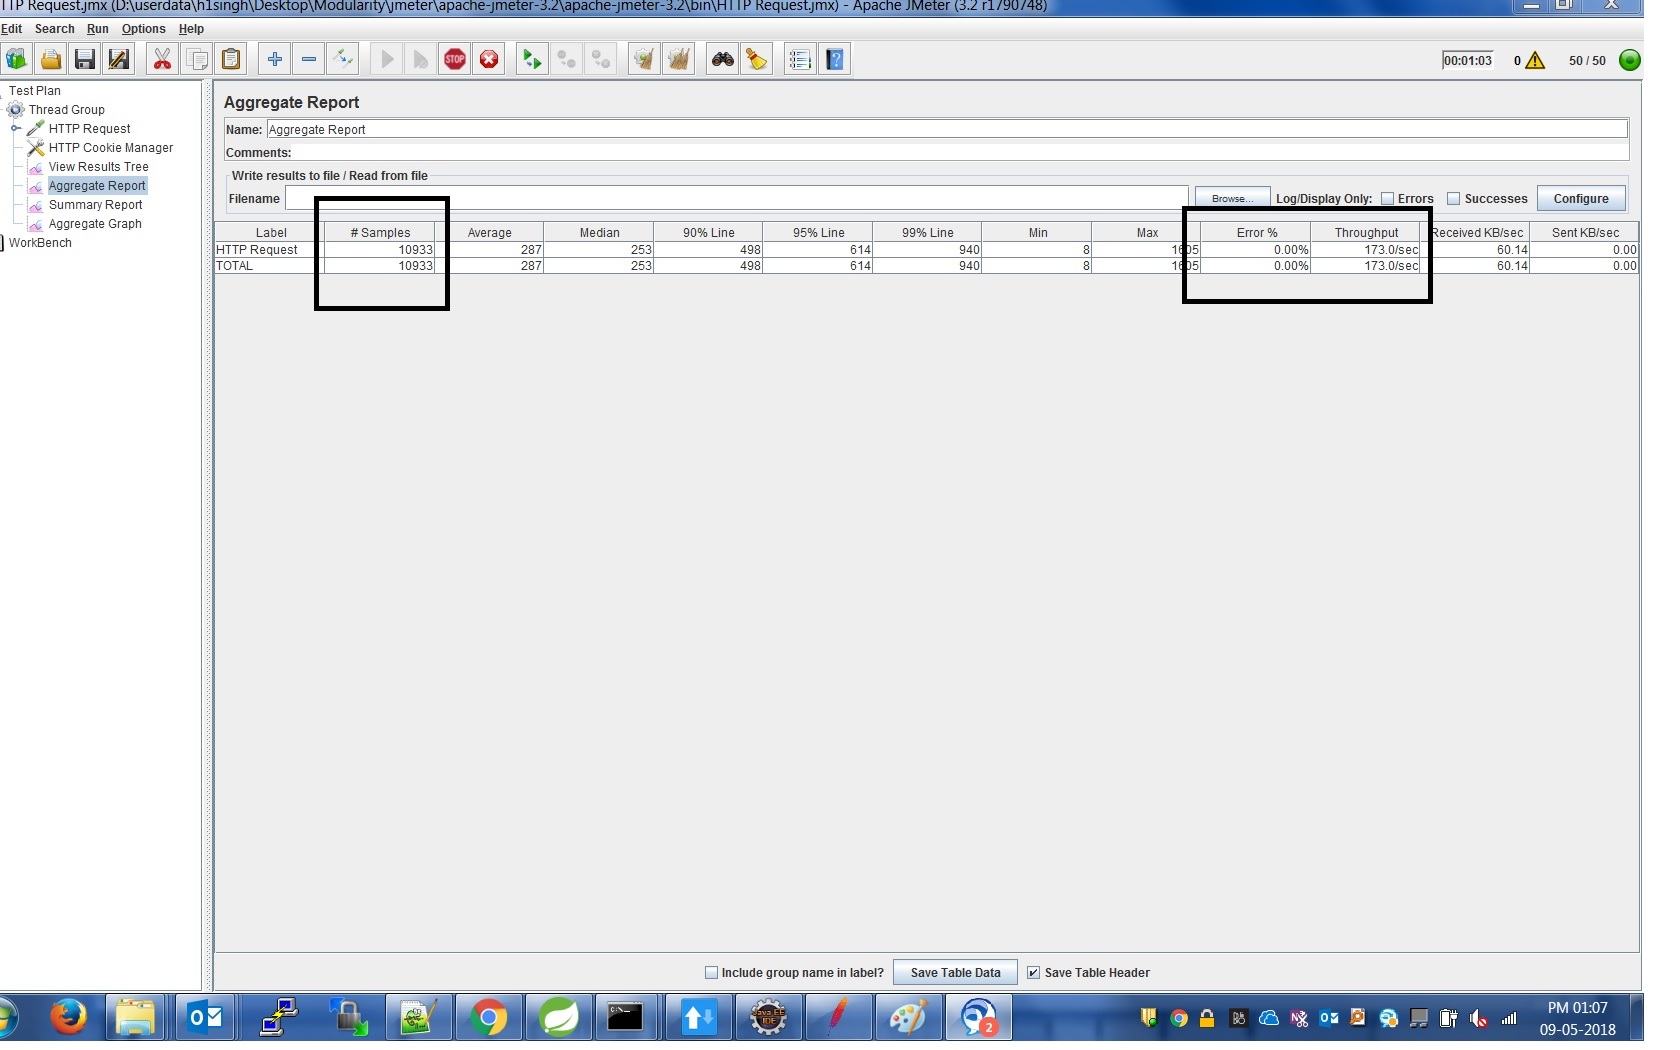 TTP Request.jmx (D:\userdata\h1singh\Desktop\Modularity\jmeter\apache-jmeter-3.2\apache-jmeter-3.2\bin\HTTP Request.jmx) - Apache JMeter (3.2 r1790748)
Edit Search Run Options Help
STOP 00:01:03 0 50 / 50
Test Plan
Thread Group
HTTP Request
HTTP Cookie Manager
View Results Tree
Aggregate Report
Summary Report
Aggregate Graph
WorkBench
Aggregate Report
Name: Aggregate Report
Comments:
Write results to file / Read from file
Filename Browse... Log/Display Only: Errors Successes Configure
Label # Samples Average Median 90% Line 95% Line 99% Line Min Max Error % Throughput Received KB/sec Sent KB/sec
HTTP Request 10933 287 253 498 614 940 8 1605 0.00% 173.0/sec 60.14 0.00
TOTAL 10933 287 253 498 614 940 8 1605 0.00% 173.0/sec 60.14 0.00
Include group name in label? Save Table Data Save Table Header
Java EE
IDE
2
PM 01:07
09-05-2018